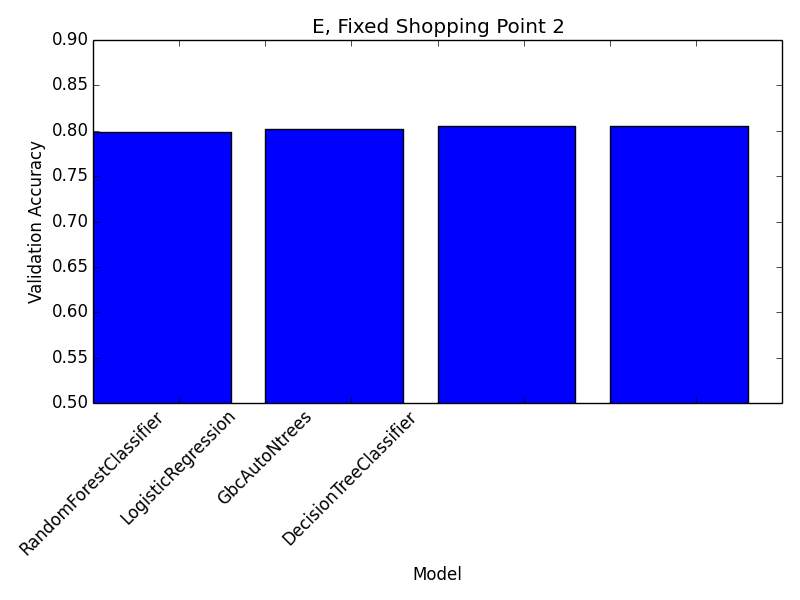 E, Fixed Shopping Point 2
0.90
0.85
0.80
0.75
0.70
0.65
0.60
0.55
0.50
Validation Accuracy
RandomForestClassifier
LogisticRegression
GbcAutoNtrees
DecisionTreeClassifier
Model